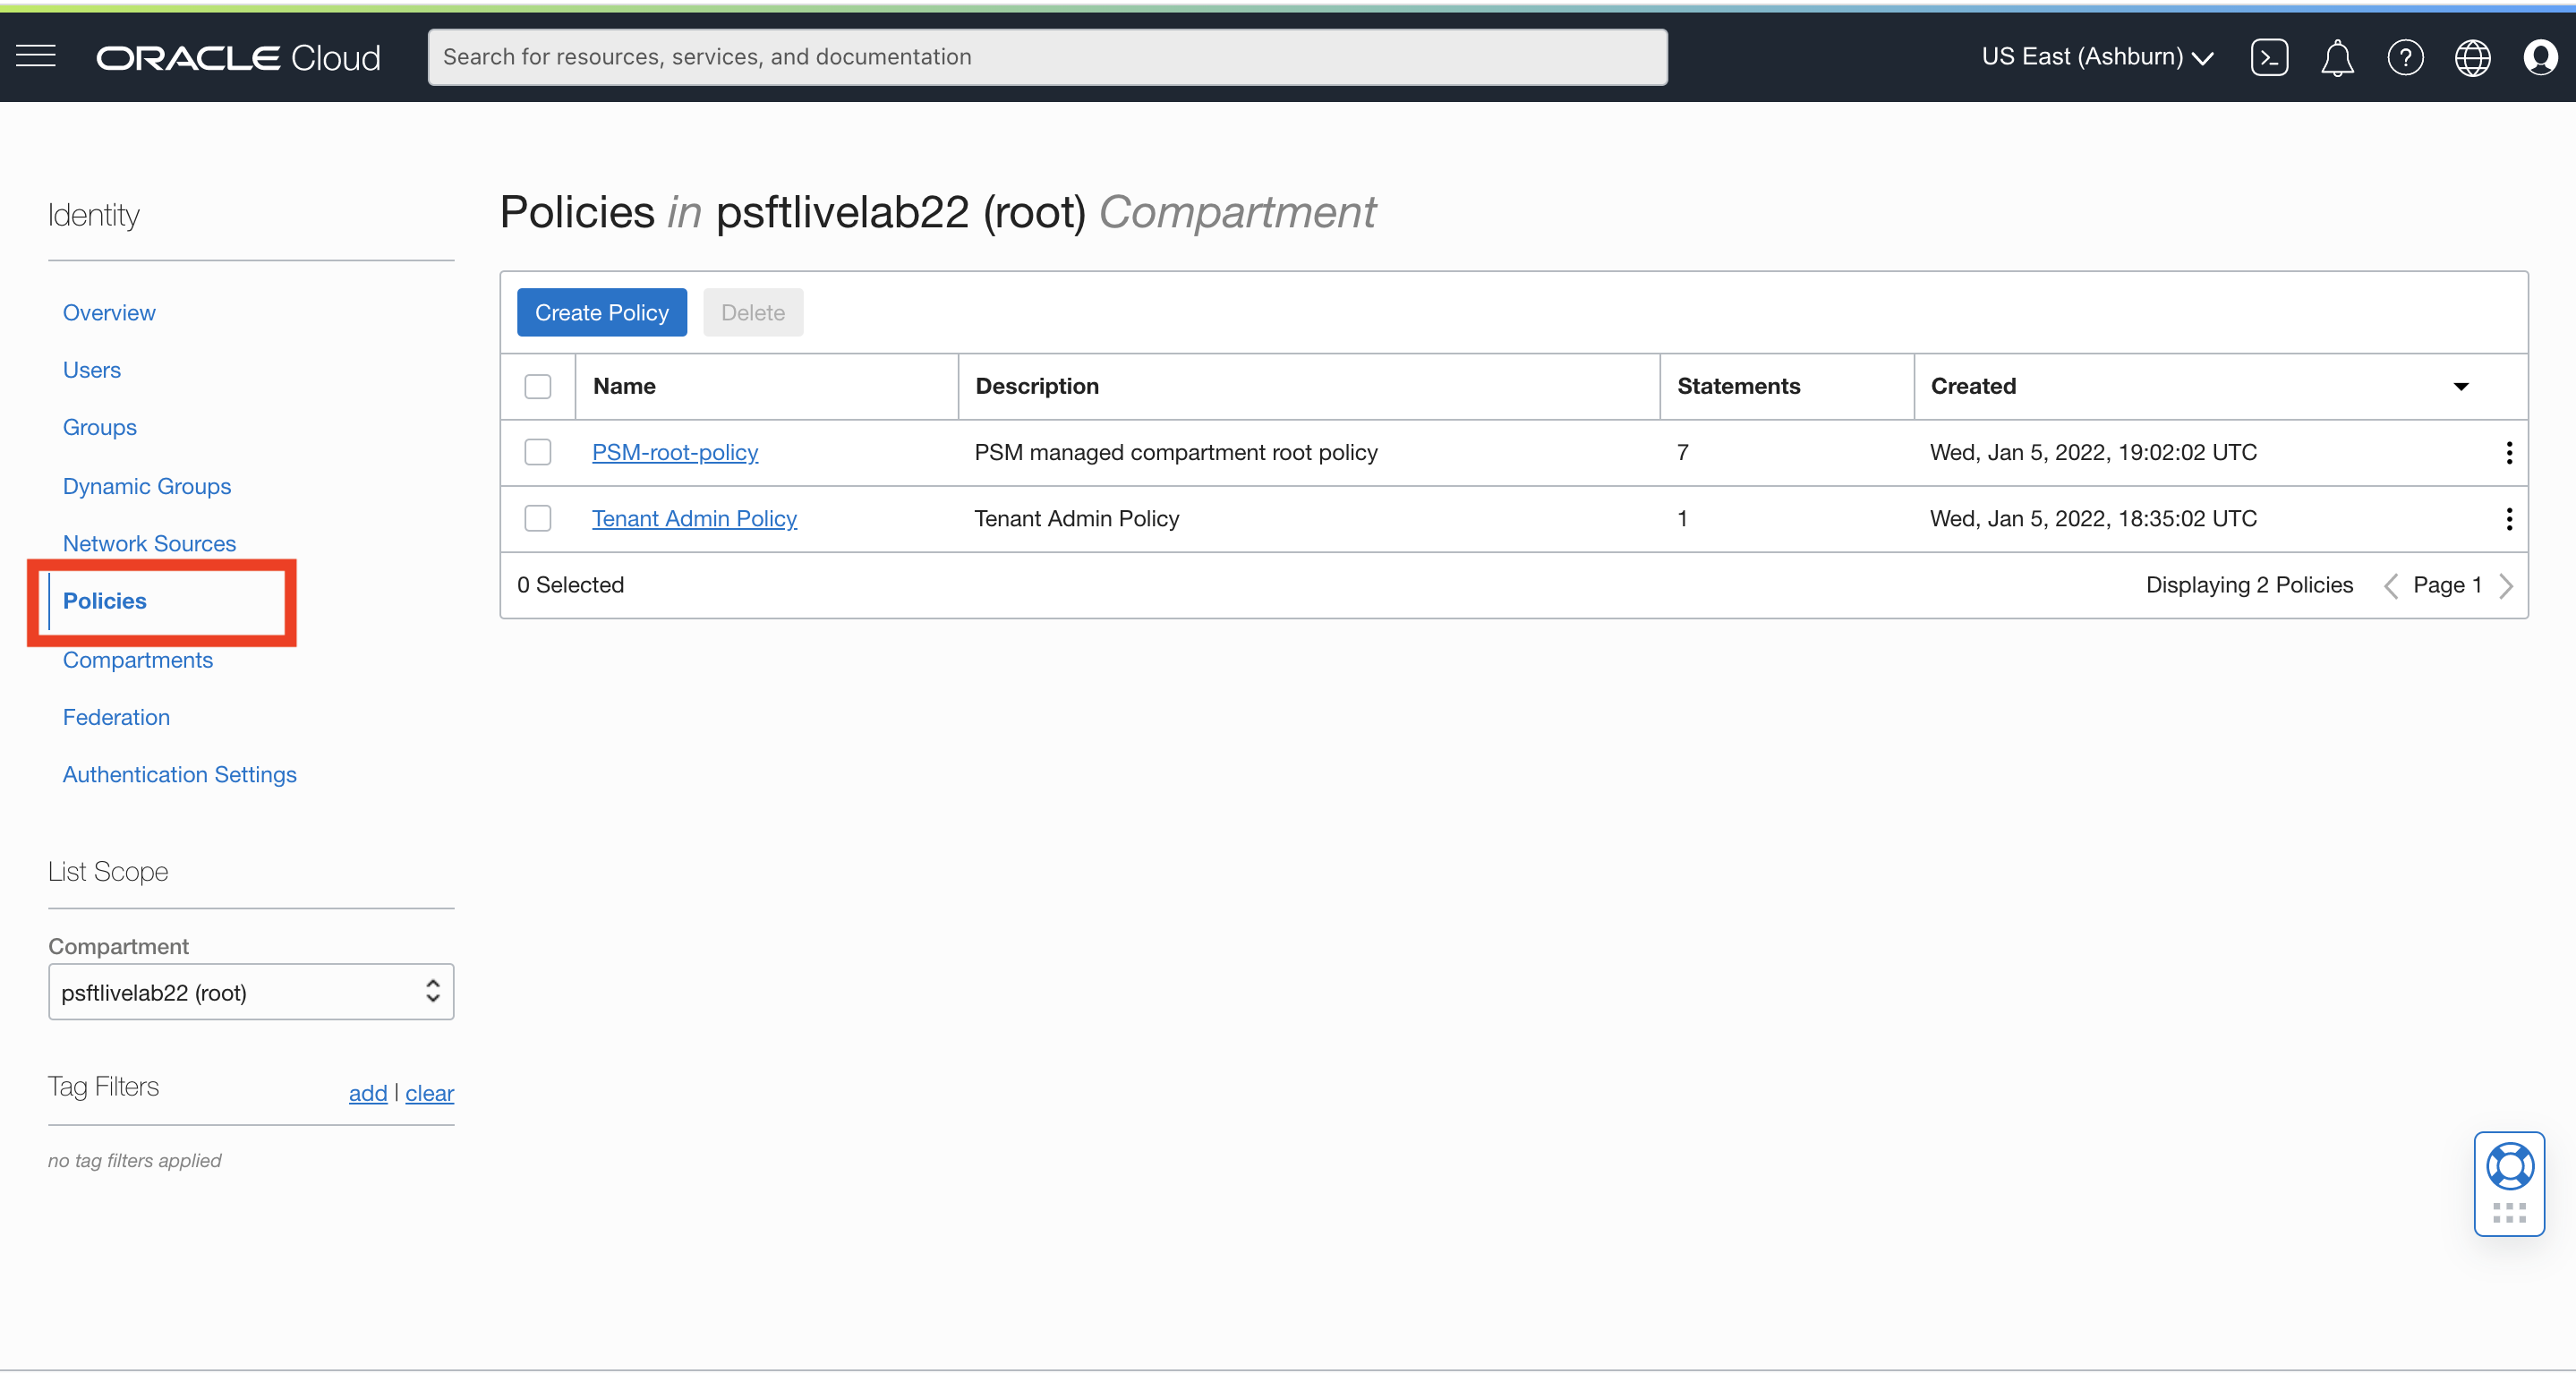 ORACLE Cloud
Search for resources, services, and documentation
US East (Ashburn)
Identity
Overview
Users
Groups
Dynamic Groups
Network Sources
Policies
Compartments
Federation
Authentication Settings
List Scope
Compartment
psftlivelab22 (root)
Tag Filters
add | clear
no tag filters applied
Policies in psftlivelab22 (root) Compartment
Create Policy Delete
Name Description Statements Created
PSM-root-policy PSM managed compartment root policy 7 Wed, Jan 5, 2022, 19:02:02 UTC
Tenant Admin Policy Tenant Admin Policy 1 Wed, Jan 5, 2022, 18:35:02 UTC
0 Selected Displaying 2 Policies Page 1